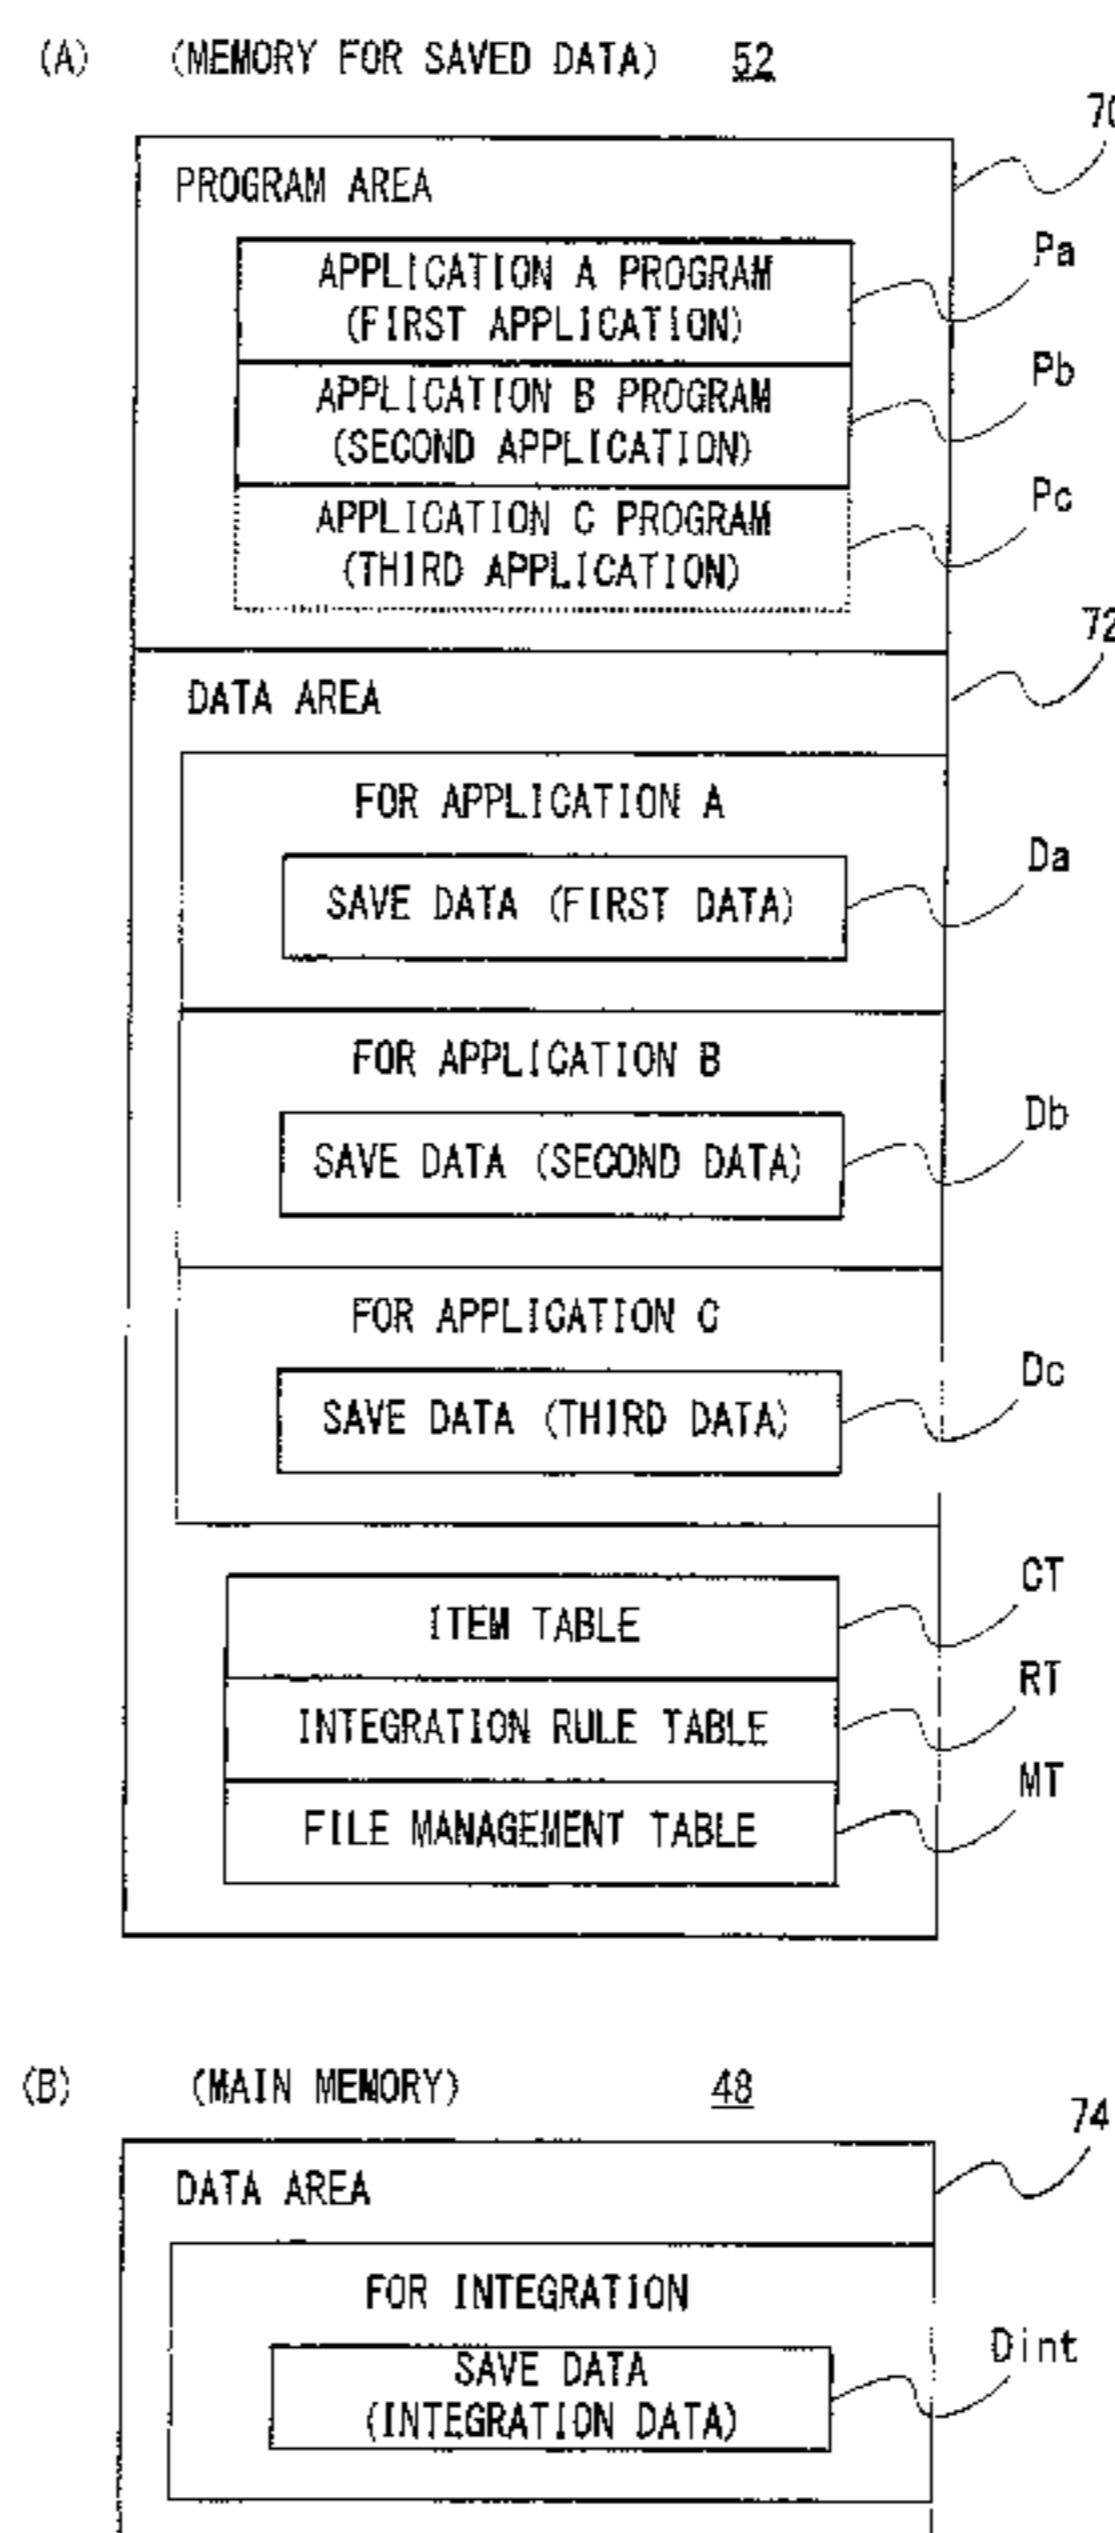 (A) (MEMORY FOR SAVED DATA) 52
70
PROGRAM AREA
Pa
APPLICATION A PROGRAM
(FIRST APPLICATION)
Pb
APPLICATION B PROGRAM
(SECOND APPLICATION)
Pc
APPLICATION C PROGRAM
(THIRD APPLICATION)
72
DATA AREA
FOR APPLICATION A
Da
SAVE DATA (FIRST DATA)
FOR APPLICATION B
Db
SAVE DATA (SECOND DATA)
FOR APPLICATION C
Dc
SAVE DATA (THIRD DATA)
CT
ITEM TABLE
RT
INTEGRATION RULE TABLE
MT
FILE MANAGEMENT TABLE
(B) (MAIN MEMORY) 48
74
DATA AREA
FOR INTEGRATION
Dint
SAVE DATA
(INTEGRATION DATA)